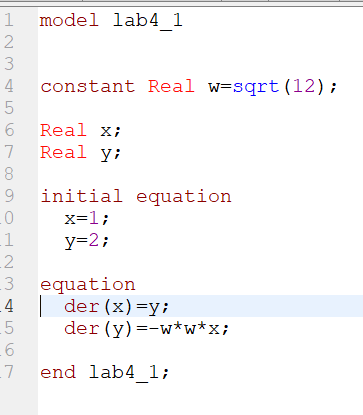 1 model lab4_1
2
3
4 constant Real w=sqrt(12);
5
6 Real x;
7 Real y;
8
9 initial equation
.0 x=1;
.1 y=2;
.2
.3 equation
.4 der(x)=y;
.5 der(y)=-w*w*x;
.6
.7 end lab4_1;